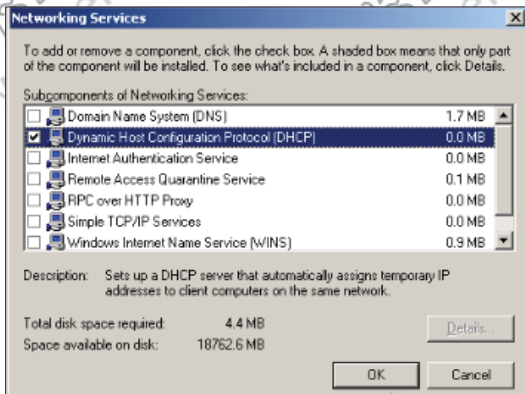 Networking Services
To add or remove a component, click the check box. A shaded box means that only part
of the component will be installed. To see what's included in a component, click Details.
Subcomponents of Networking Services:
Domain Name System (DNS) 1.7 MB
Dynamic Host Configuration Protocol (DHCP) 0.0 MB
Internet Authentication Service 0.0 MB
Remote Access Quarantine Service 0.1 MB
RPC over HTTP Proxy 0.0 MB
Simple TCP/IP Services 0.0 MB
Windows Internet Name Service (WINS) 0.9 MB
Description: Sets up a DHCP server that automatically assigns temporary IP
addresses to client computers on the same network.
Total disk space required: 4.4 MB
Details...
Space available on disk: 18762.6 MB
OK Cancel